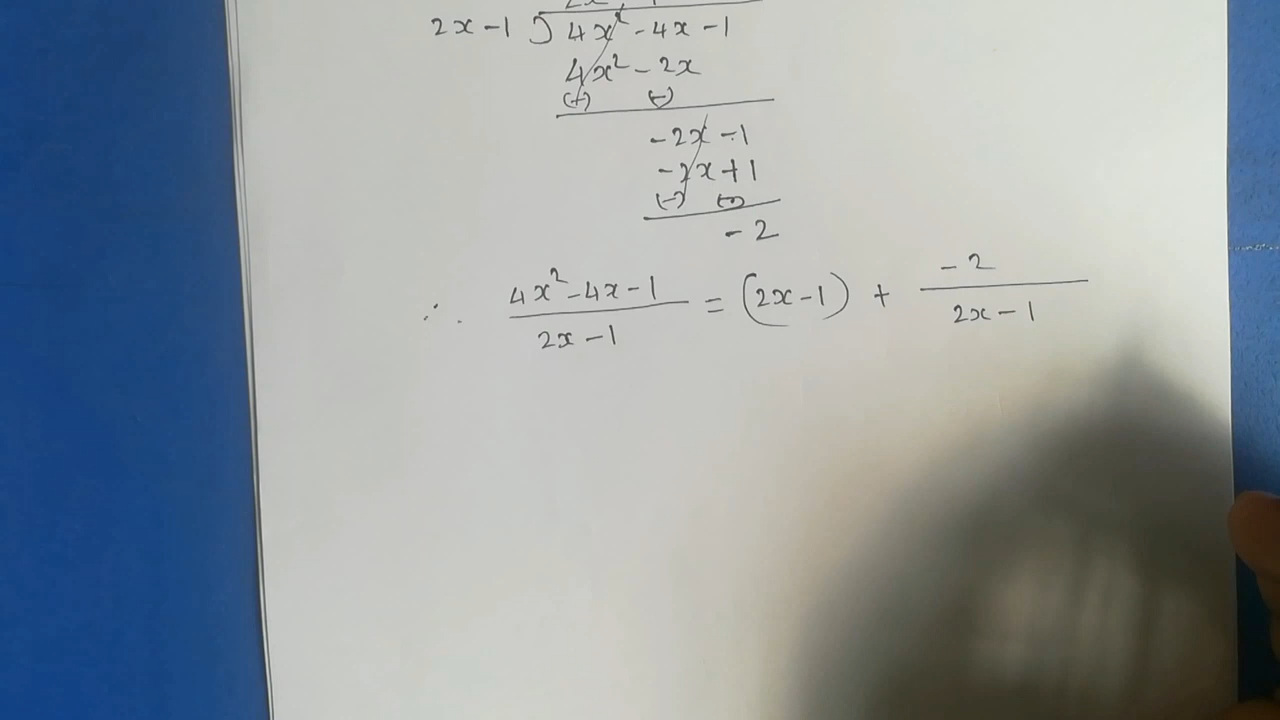 2x - 1 ) 4x² - 4x - 1
4x² - 2x
(-) (-)
-2x - 1
-2x + 1
(-) (-)
-2
∴ (4x² - 4x - 1)/(2x - 1) = (2x - 1) + (-2)/(2x - 1)